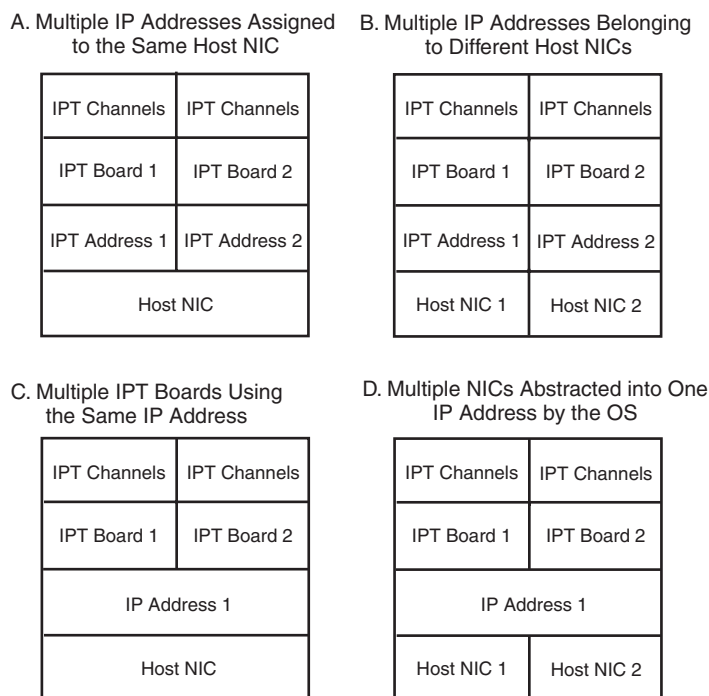 A. Multiple IP Addresses Assigned
to the Same Host NIC
IPT Channels IPT Channels
IPT Board 1 IPT Board 2
IPT Address 1 IPT Address 2
Host NIC
B. Multiple IP Addresses Belonging
to Different Host NICs
IPT Channels IPT Channels
IPT Board 1 IPT Board 2
IPT Address 1 IPT Address 2
Host NIC 1 Host NIC 2
C. Multiple IPT Boards Using
the Same IP Address
IPT Channels IPT Channels
IPT Board 1 IPT Board 2
IP Address 1
Host NIC
D. Multiple NICs Abstracted into One
IP Address by the OS
IPT Channels IPT Channels
IPT Board 1 IPT Board 2
IP Address 1
Host NIC 1 Host NIC 2